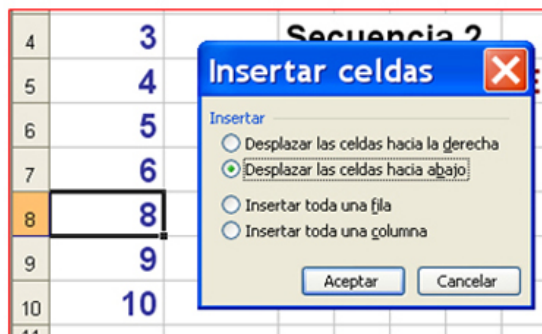 4 3 Secuencia 2
5 4
6 5
7 6
8 8
9 9
10 10
Insertar celdas
Insertar
Desplazar las celdas hacia la derecha
Desplazar las celdas hacia abajo
Insertar toda una fila
Insertar toda una columna
Aceptar Cancelar